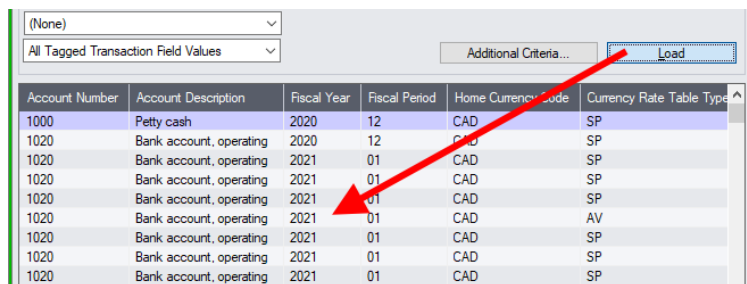 (None)
All Tagged Transaction Field Values Additional Criteria... Load
Account Number Account Description Fiscal Year Fiscal Period Home Currency Code Currency Rate Table Type
1000 Petty cash 2020 12 CAD SP
1020 Bank account, operating 2020 12 CAD SP
1020 Bank account, operating 2021 01 CAD SP
1020 Bank account, operating 2021 01 CAD SP
1020 Bank account, operating 2021 01 CAD SP
1020 Bank account, operating 2021 01 CAD AV
1020 Bank account, operating 2021 01 CAD SP
1020 Bank account, operating 2021 01 CAD SP
1020 Bank account, operating 2021 01 CAD SP